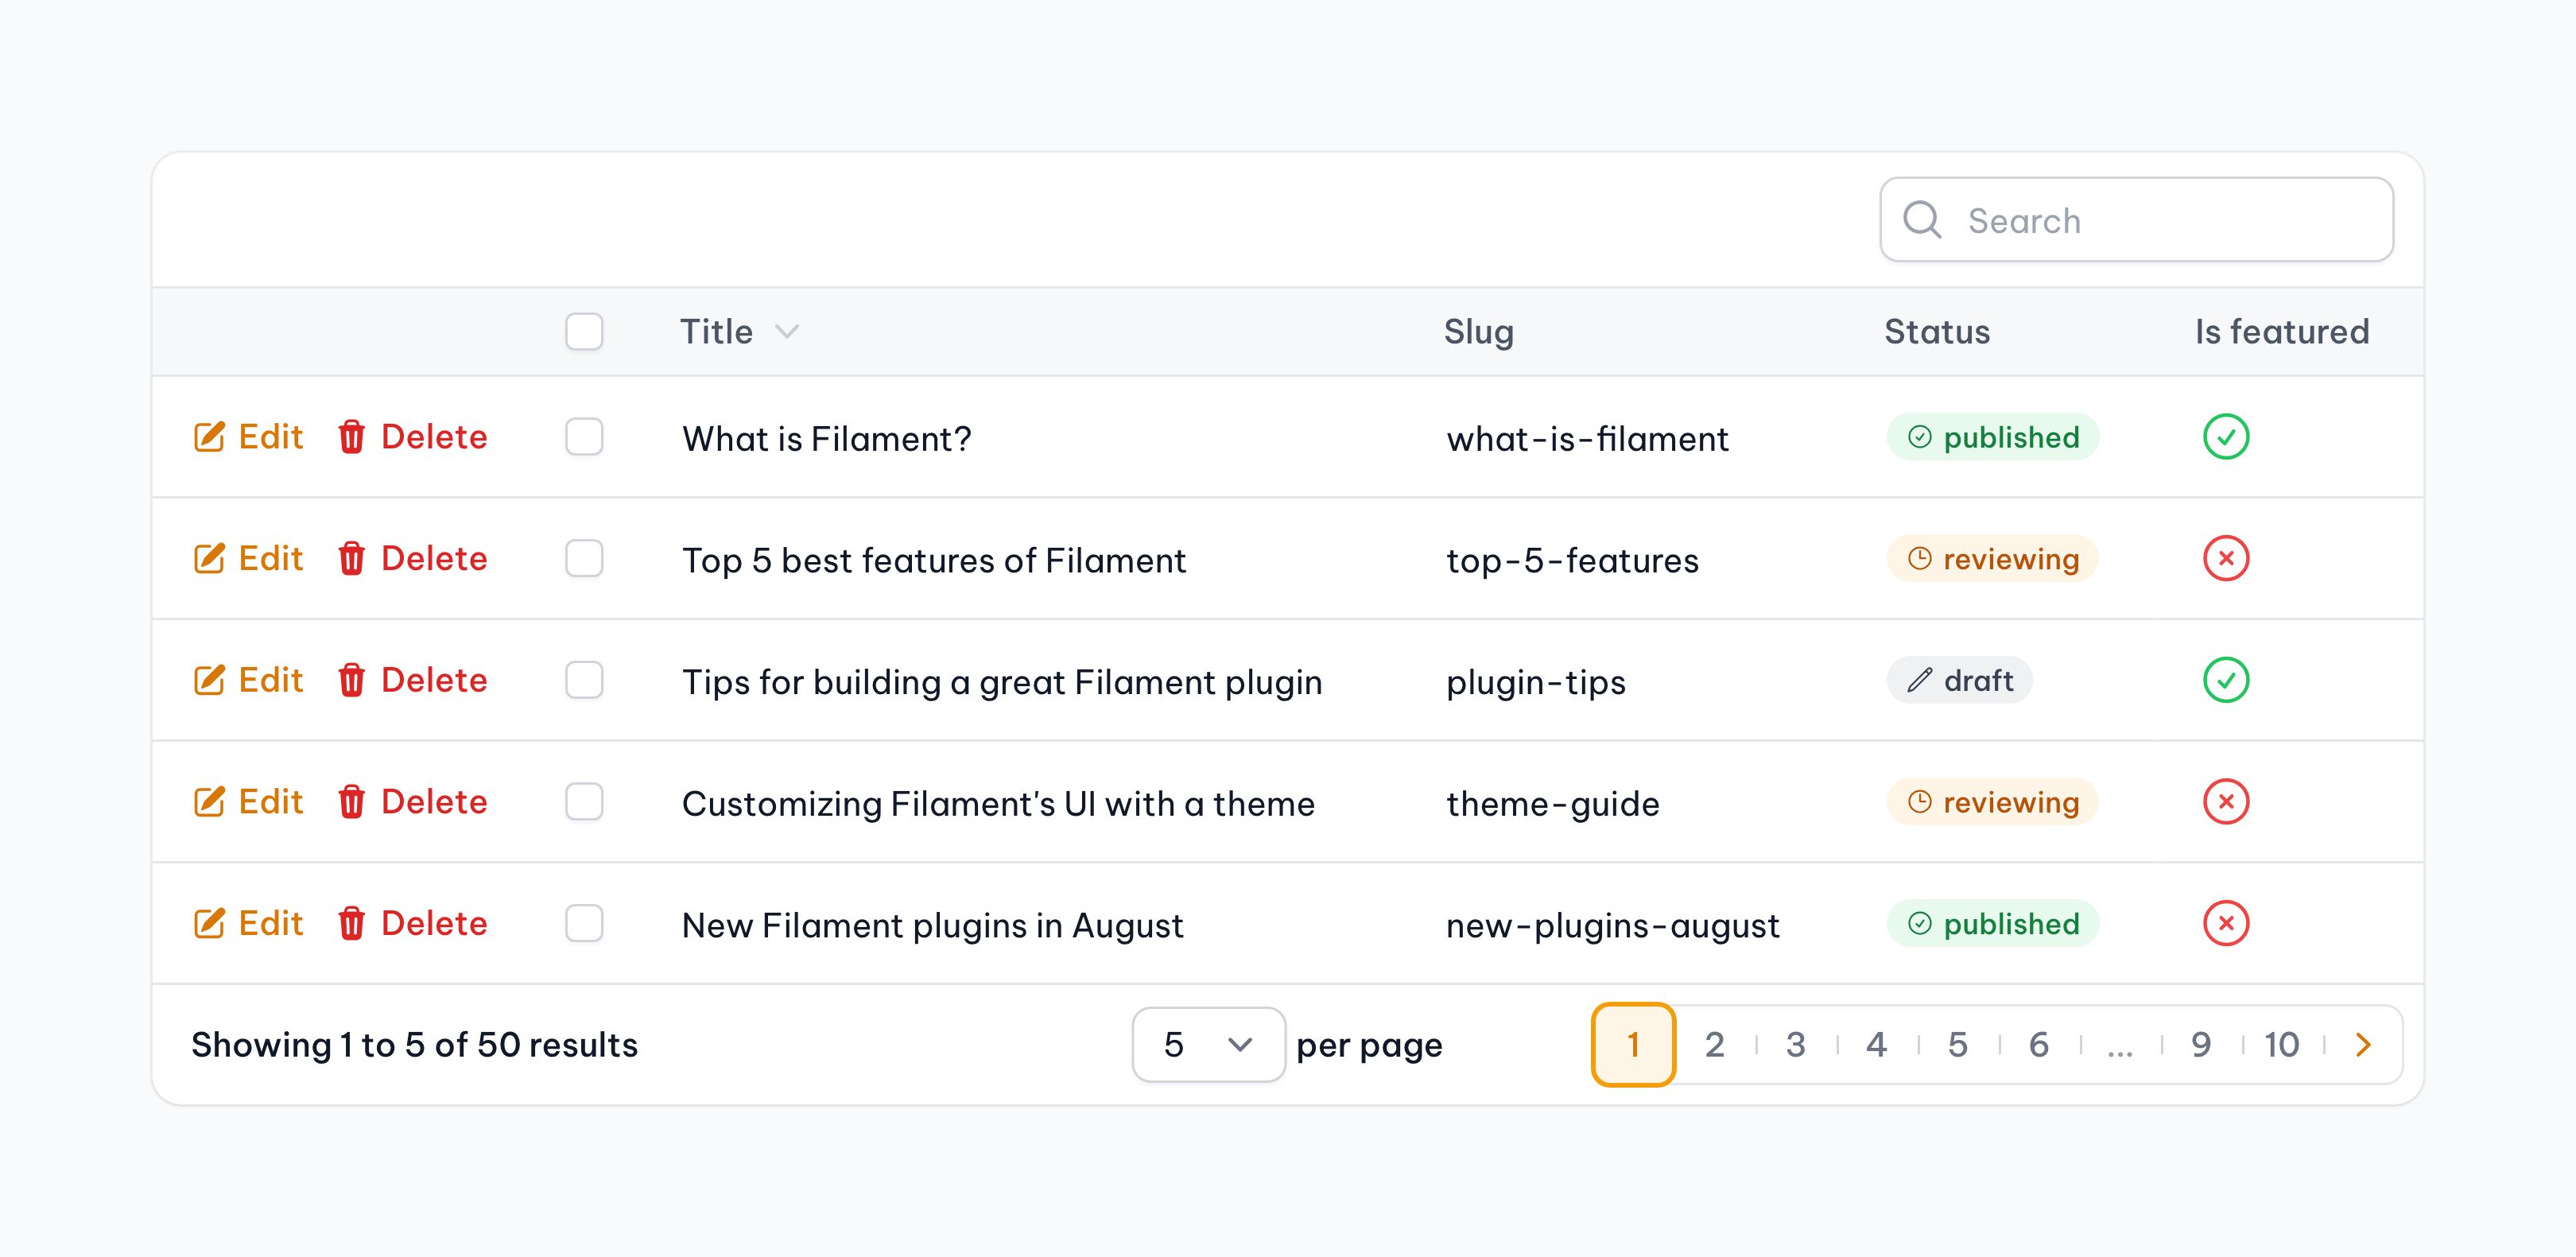 Search
Title Slug Status Is featured
Edit Delete What is Filament? what-is-filament published
Edit Delete Top 5 best features of Filament top-5-features reviewing
Edit Delete Tips for building a great Filament plugin plugin-tips draft
Edit Delete Customizing Filament's UI with a theme theme-guide reviewing
Edit Delete New Filament plugins in August new-plugins-august published
Showing 1 to 5 of 50 results 5 per page 1 2 3 4 5 6 ... 9 10